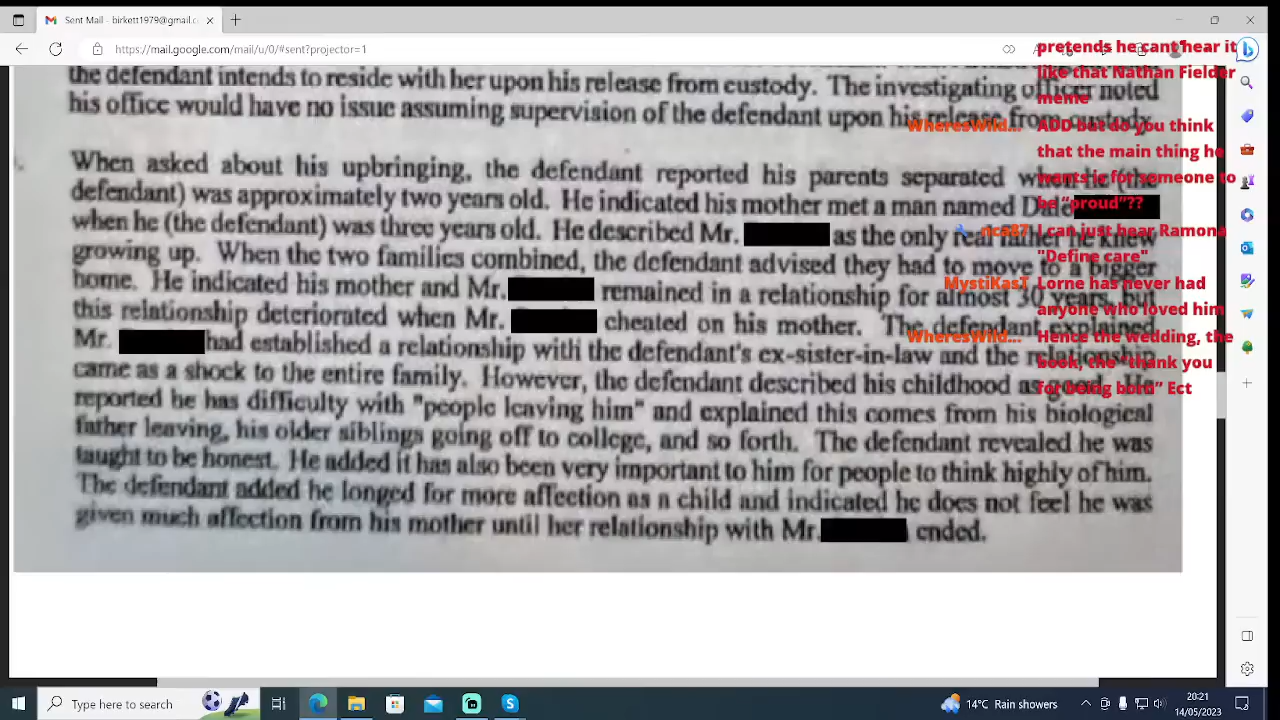 Sent Mail - birkett1979@gmail.c
https://mail.google.com/mail/u/0/#sent?projector=1
the defendant intends to reside with her upon his release from custody. The investigating officer noted
his office would have no issue assuming supervision of the defendant upon his release from custody.
When asked about his upbringing, the defendant reported his parents separated when he (the
defendant) was approximately two years old. He indicated his mother met a man named
when he (the defendant) was three years old. He described Mr. as the only real father he knew
growing up. When the two families combined, the defendant advised they had to move to a bigger
home. He indicated his mother and Mr. remained in a relationship for almost 30 years, but
this relationship deteriorated when Mr. cheated on his mother. The defendant explained
Mr. had established a relationship with the defendant's ex-sister-in-law and the relationship
came as a shock to the entire family. However, the defendant described his childhood as
reported he has difficulty with "people leaving him" and explained this comes from his biological
father leaving, his older siblings going off to college, and so forth. The defendant revealed he was
taught to be honest. He added it has also been very important to him for people to think highly of him.
The defendant added he longed for more affection as a child and indicated he does not feel he was
given much affection from his mother until her relationship with Mr. ended.
pretends he cant hear it
like that Nathan Fielder
meme
WheresWild... ADD but do you think
that the main thing he
wants is for someone to
be “proud”??
nca87 I can just hear Ramona
"Define care"
MystiKasT Lorne has never had
anyone who loved him
WheresWild... Hence the wedding, the
book, the “thank you
for being born” Ect
Type here to search
14°C Rain showers
20:21
14/05/2023